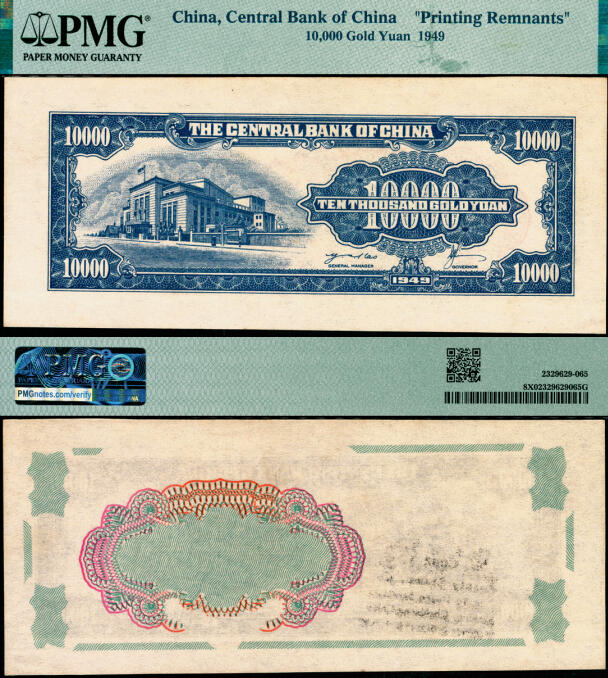 PMG
PAPER MONEY GUARANTY
China, Central Bank of China "Printing Remnants"
10,000 Gold Yuan 1949
THE CENTRAL BANK OF CHINA
10000
10000
10000
TEN THOUSAND GOLD YUAN
10000
10000
GENERAL MANAGER
GOVERNOR
1949
PMG
PMGnotes.com/verify
2329629-065
8X02329629065G